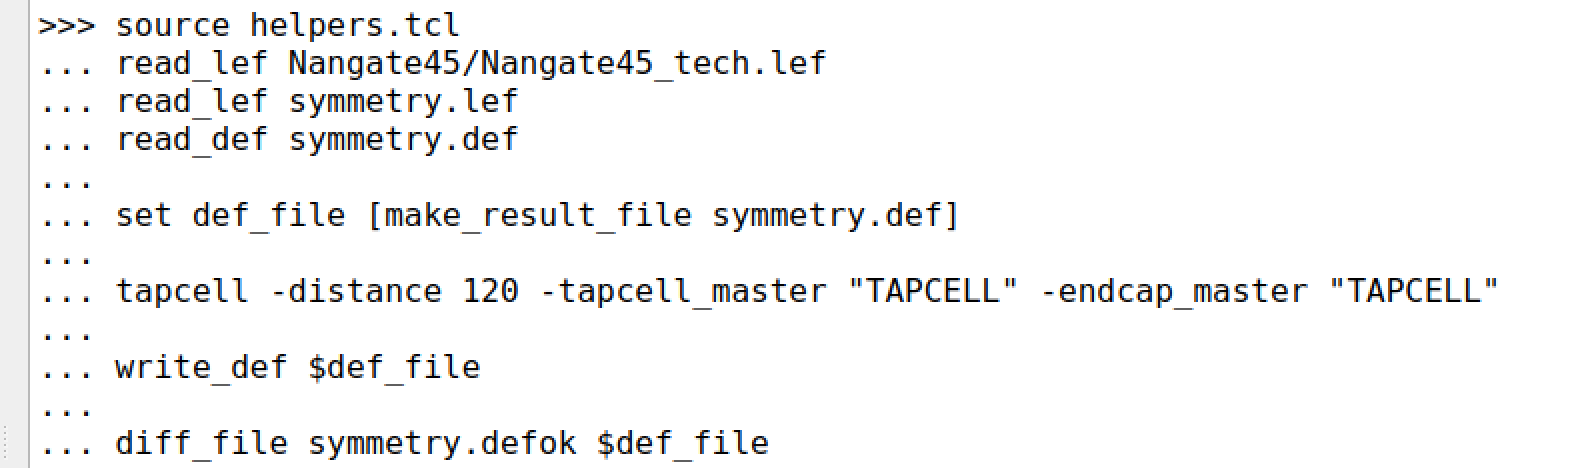 >>> source helpers.tcl
... read_lef Nangate45/Nangate45_tech.lef
... read_lef symmetry.lef
... read_def symmetry.def
...
... set def_file [make_result_file symmetry.def]
...
... tapcell -distance 120 -tapcell_master "TAPCELL" -endcap_master "TAPCELL"
...
... write_def $def_file
...
... diff_file symmetry.defok $def_file